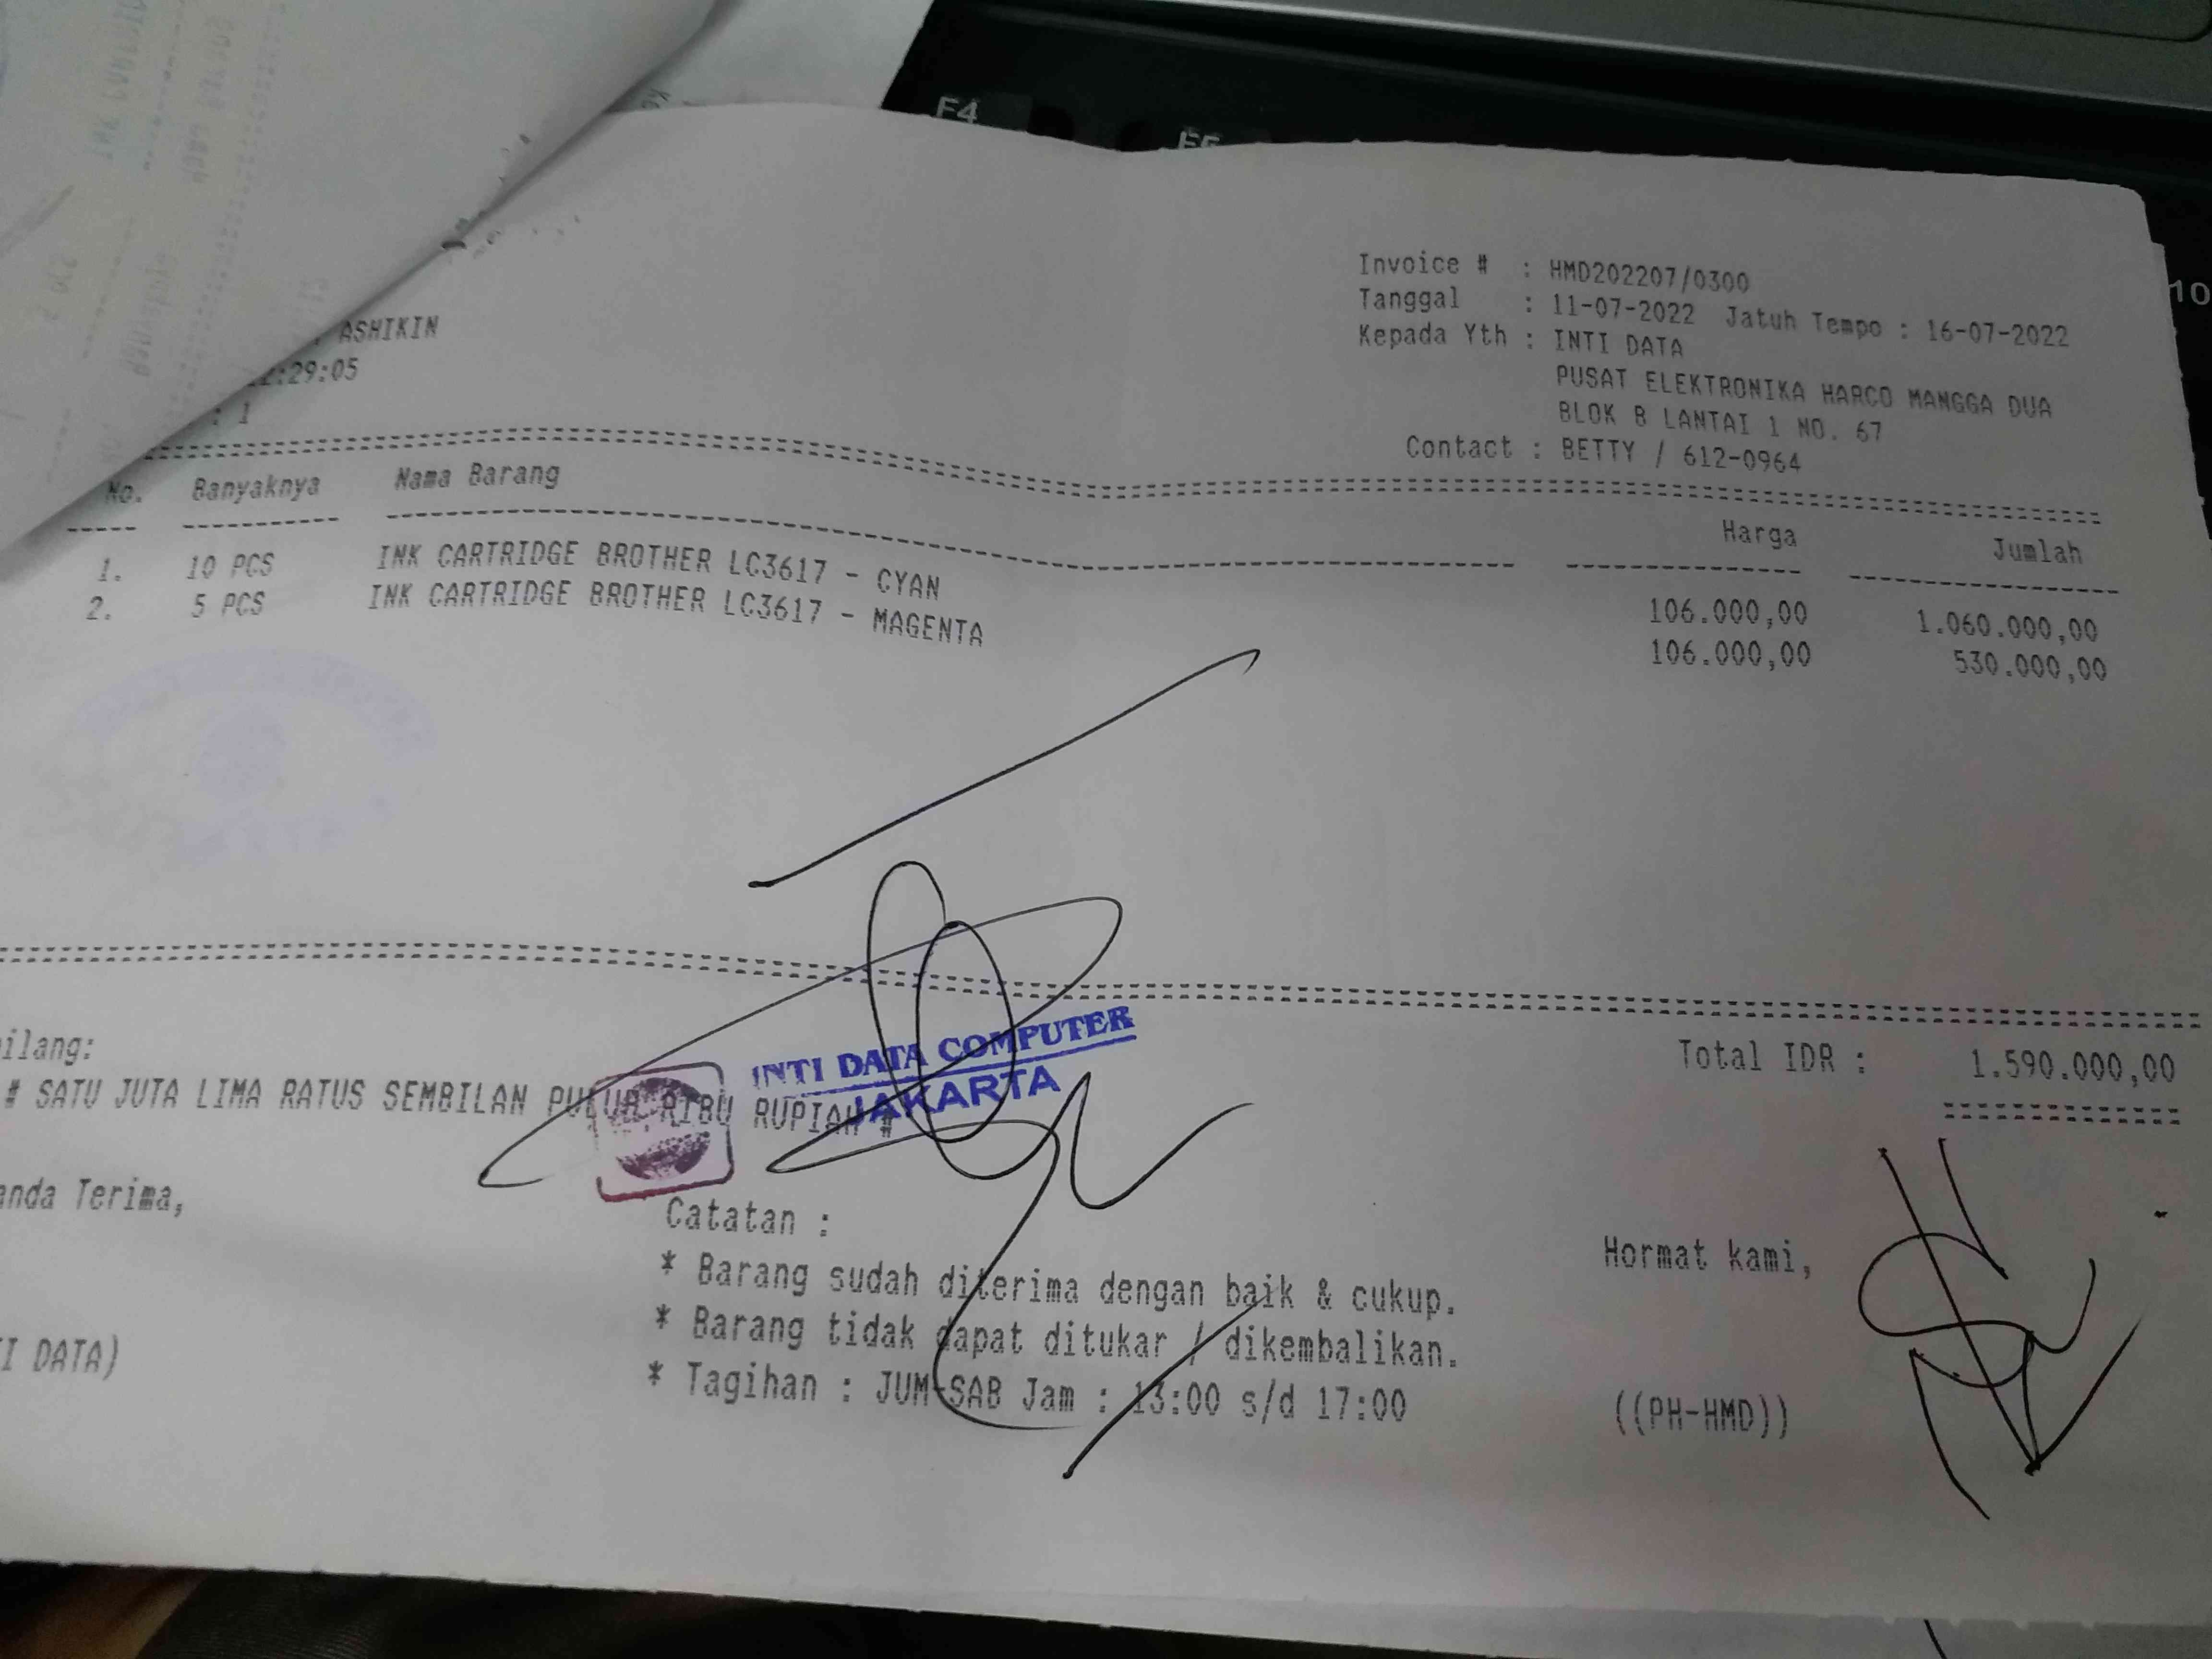 F4
F5
10
Invoice # : HMD202207/0300
Tanggal : 11-07-2022 Jatuh Tempo : 16-07-2022
Kepada Yth : INTI DATA
PUSAT ELEKTRONIKA HARCO MANGGA DUA
BLOK B LANTAI 1 NO. 67
Contact : BETTY / 612-0964
ASHIKIN
:29:05
: 1
No. Banyaknya Nama Barang Harga Jumlah
1. 10 PCS INK CARTRIDGE BROTHER LC3617 - CYAN 106.000,00 1.060.000,00
2. 5 PCS INK CARTRIDGE BROTHER LC3617 - MAGENTA 106.000,00 530.000,00
ilang:
Total IDR : 1.590.000,00
# SATU JUTA LIMA RATUS SEMBILAN PULUH RIBU RUPIAH #
INTI DATA COMPUTER
JAKARTA
anda Terima,
Catatan :
* Barang sudah diterima dengan baik & cukup.
* Barang tidak dapat ditukar / dikembalikan.
* Tagihan : JUM-SAB Jam : 13:00 s/d 17:00
Hormat kami,
I DATA)
((PH-HMD))